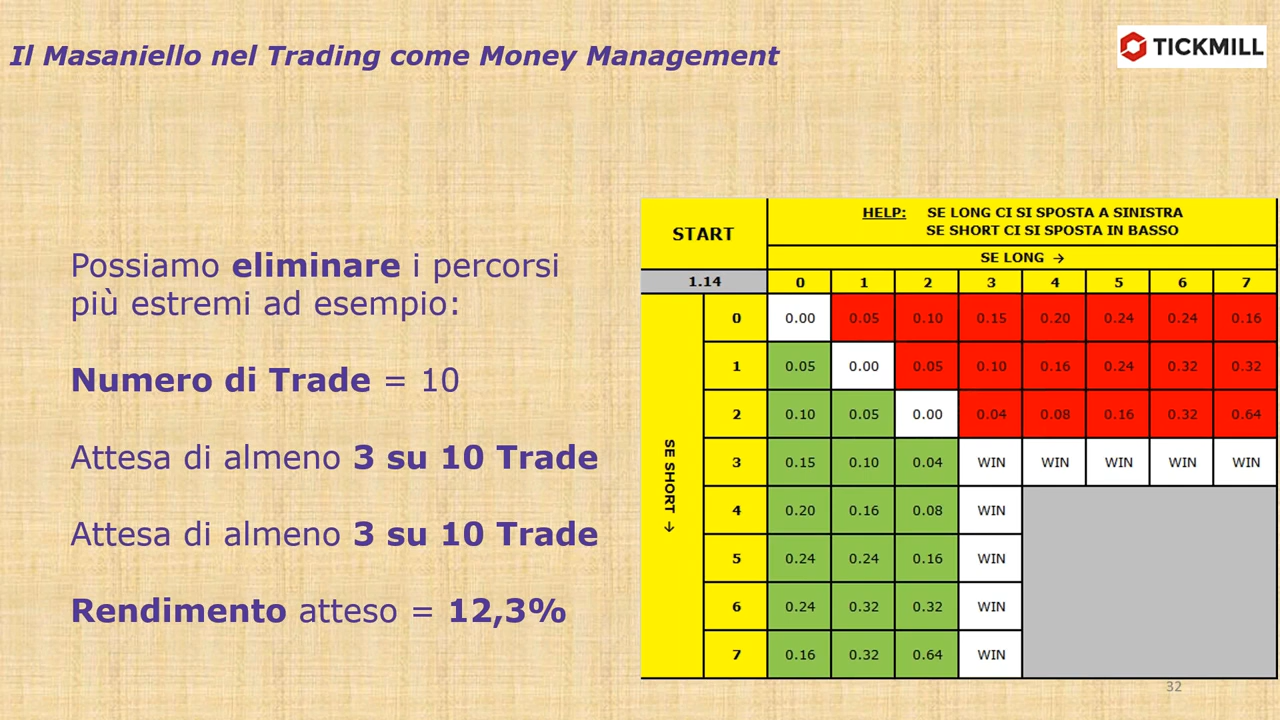 Il Masaniello nel Trading come Money Management
TICKMILL
Possiamo eliminare i percorsi
più estremi ad esempio:
Numero di Trade = 10
Attesa di almeno 3 su 10 Trade
Attesa di almeno 3 su 10 Trade
Rendimento atteso = 12,3%
START
HELP: SE LONG CI SI SPOSTA A SINISTRA
SE SHORT CI SI SPOSTA IN BASSO
SE LONG →
1.14 0 1 2 3 4 5 6 7
SE SHORT →
0 0.00 0.05 0.10 0.15 0.20 0.24 0.24 0.16
1 0.05 0.00 0.05 0.10 0.16 0.24 0.32 0.32
2 0.10 0.05 0.00 0.04 0.08 0.16 0.32 0.64
3 0.15 0.10 0.04 WIN WIN WIN WIN WIN
4 0.20 0.16 0.08 WIN
5 0.24 0.24 0.16 WIN
6 0.24 0.32 0.32 WIN
7 0.16 0.32 0.64 WIN
32